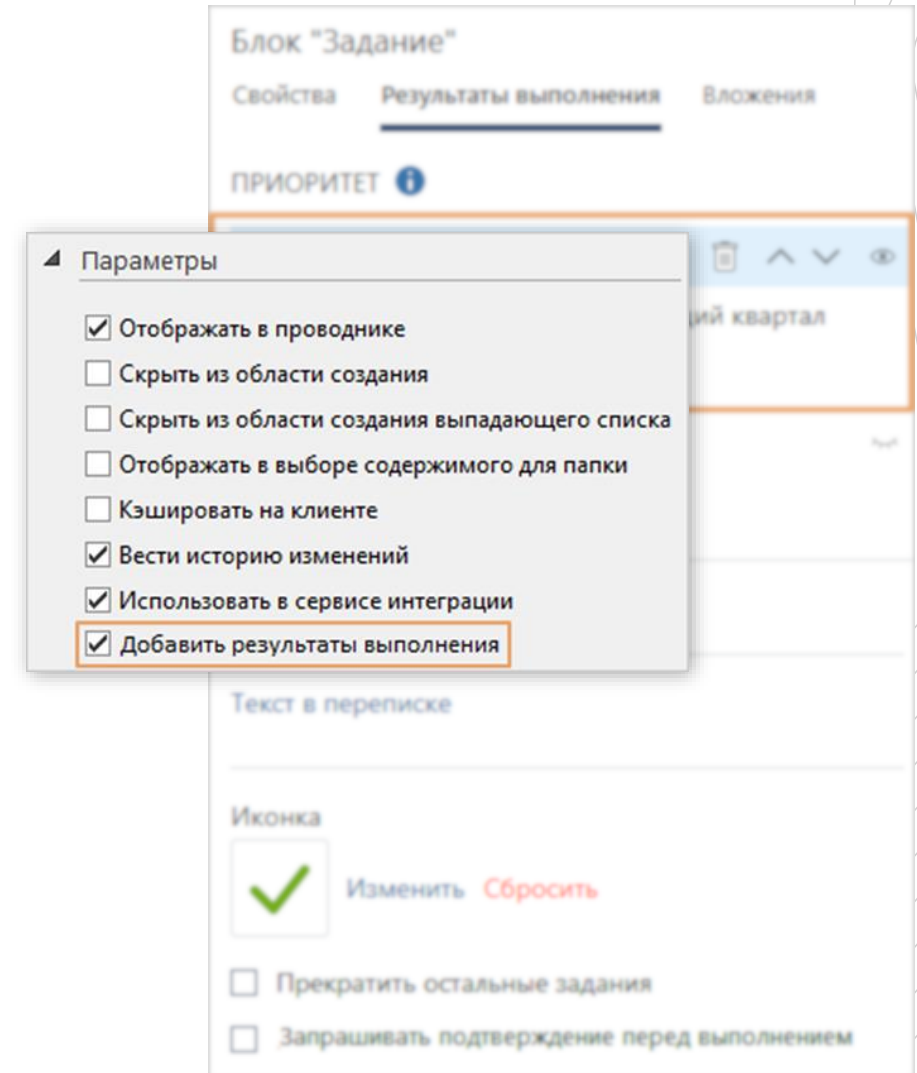 Блок "Задание"
Свойства Результаты выполнения Вложения
ПРИОРИТЕТ
Параметры
Отображать в проводнике
Скрыть из области создания
квартал
Скрыть из области создания выпадающего списка
Отображать в выборе содержимого для папки
Кэшировать на клиенте
Вести историю изменений
Использовать в сервисе интеграции
Добавить результаты выполнения
Текст в переписке
Иконка
Изменить Сбросить
Прекратить остальные задания
Запрашивать подтверждение перед выполнением